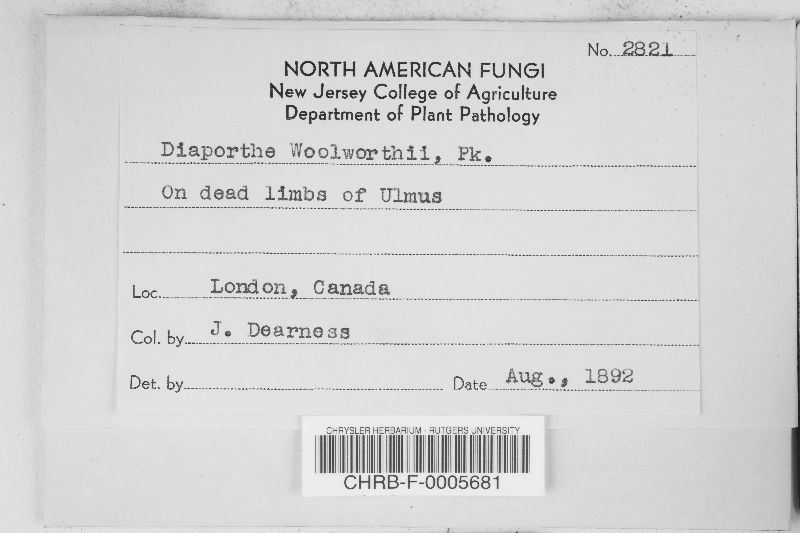 No. 2821
NORTH AMERICAN FUNGI
New Jersey College of Agriculture
Department of Plant Pathology
Diaporthe Woolworthii, Pk.
On dead limbs of Ulmus
Loc. London, Canada
Col. by J. Dearness
Det. by Date Aug., 1892
CHRYSLER HERBARIUM - RUTGERS UNIVERSITY
CHRB-F-0005681